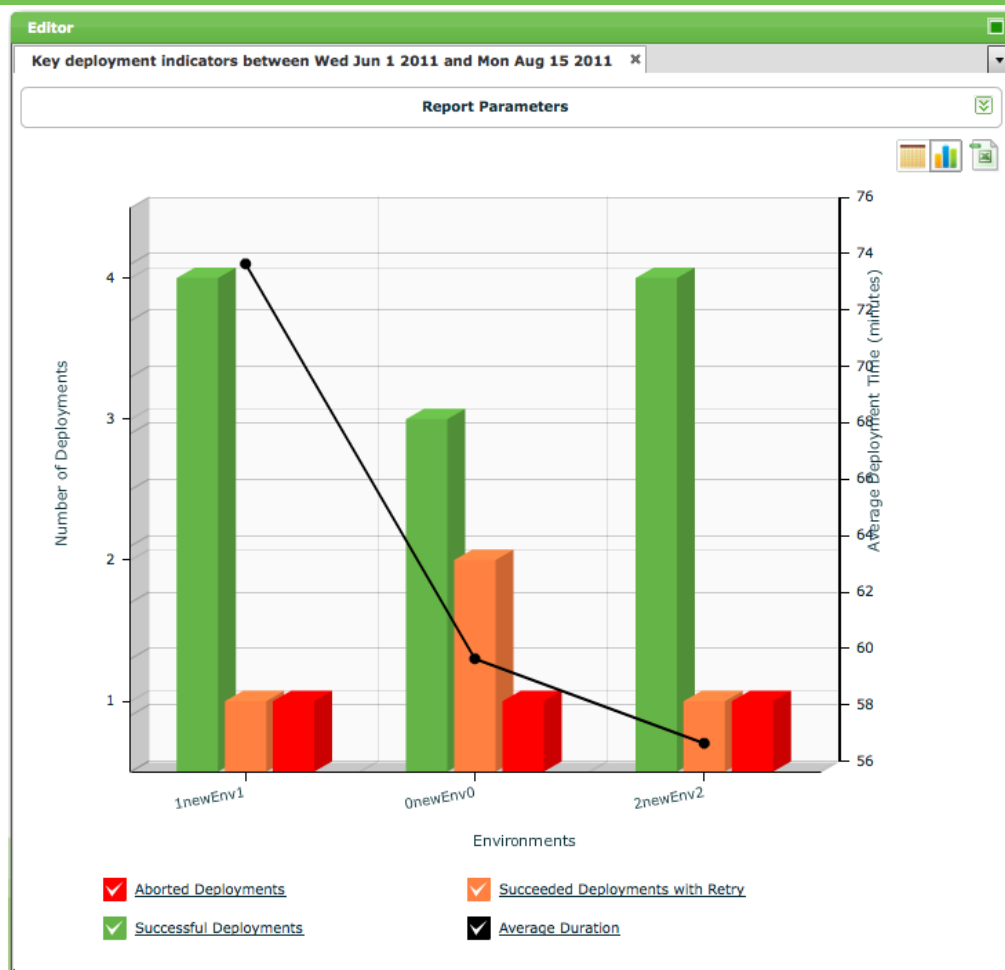 Editor
Key deployment indicators between Wed Jun 1 2011 and Mon Aug 15 2011
Report Parameters
Number of Deployments
4
3
2
1
76
74
72
70
68
66
64
62
60
58
56
Average Deployment Time (minutes)
1newEnv1
0newEnv0
2newEnv2
Environments
Aborted Deployments
Succeeded Deployments with Retry
Successful Deployments
Average Duration